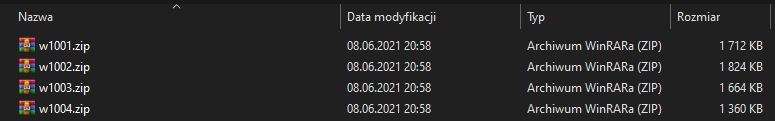 Nazwa Data modyfikacji Typ Rozmiar
w1001.zip 08.06.2021 20:58 Archiwum WinRARa (ZIP) 1 712 KB
w1002.zip 08.06.2021 20:58 Archiwum WinRARa (ZIP) 1 824 KB
w1003.zip 08.06.2021 20:58 Archiwum WinRARa (ZIP) 1 664 KB
w1004.zip 08.06.2021 20:58 Archiwum WinRARa (ZIP) 1 360 KB